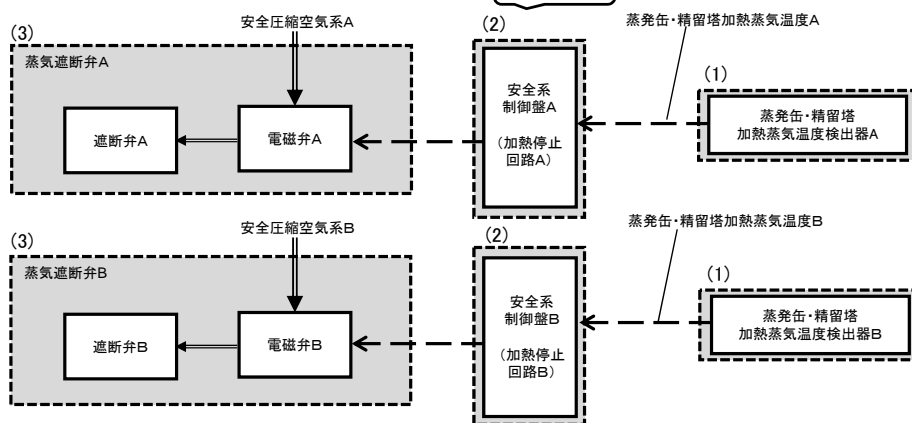 安全圧縮空気系A
(2)
蒸発缶・精留塔加熱蒸気温度A
(3)
蒸気遮断弁A
(1)
安全系
制御盤A
(加熱停止
回路A)
遮断弁A
電磁弁A
蒸発缶・精留塔
加熱蒸気温度検出器A
安全圧縮空気系B
(2)
蒸発缶・精留塔加熱蒸気温度B
(3)
蒸気遮断弁B
(1)
安全系
制御盤B
(加熱停止
回路B)
遮断弁B
電磁弁B
蒸発缶・精留塔
加熱蒸気温度検出器B